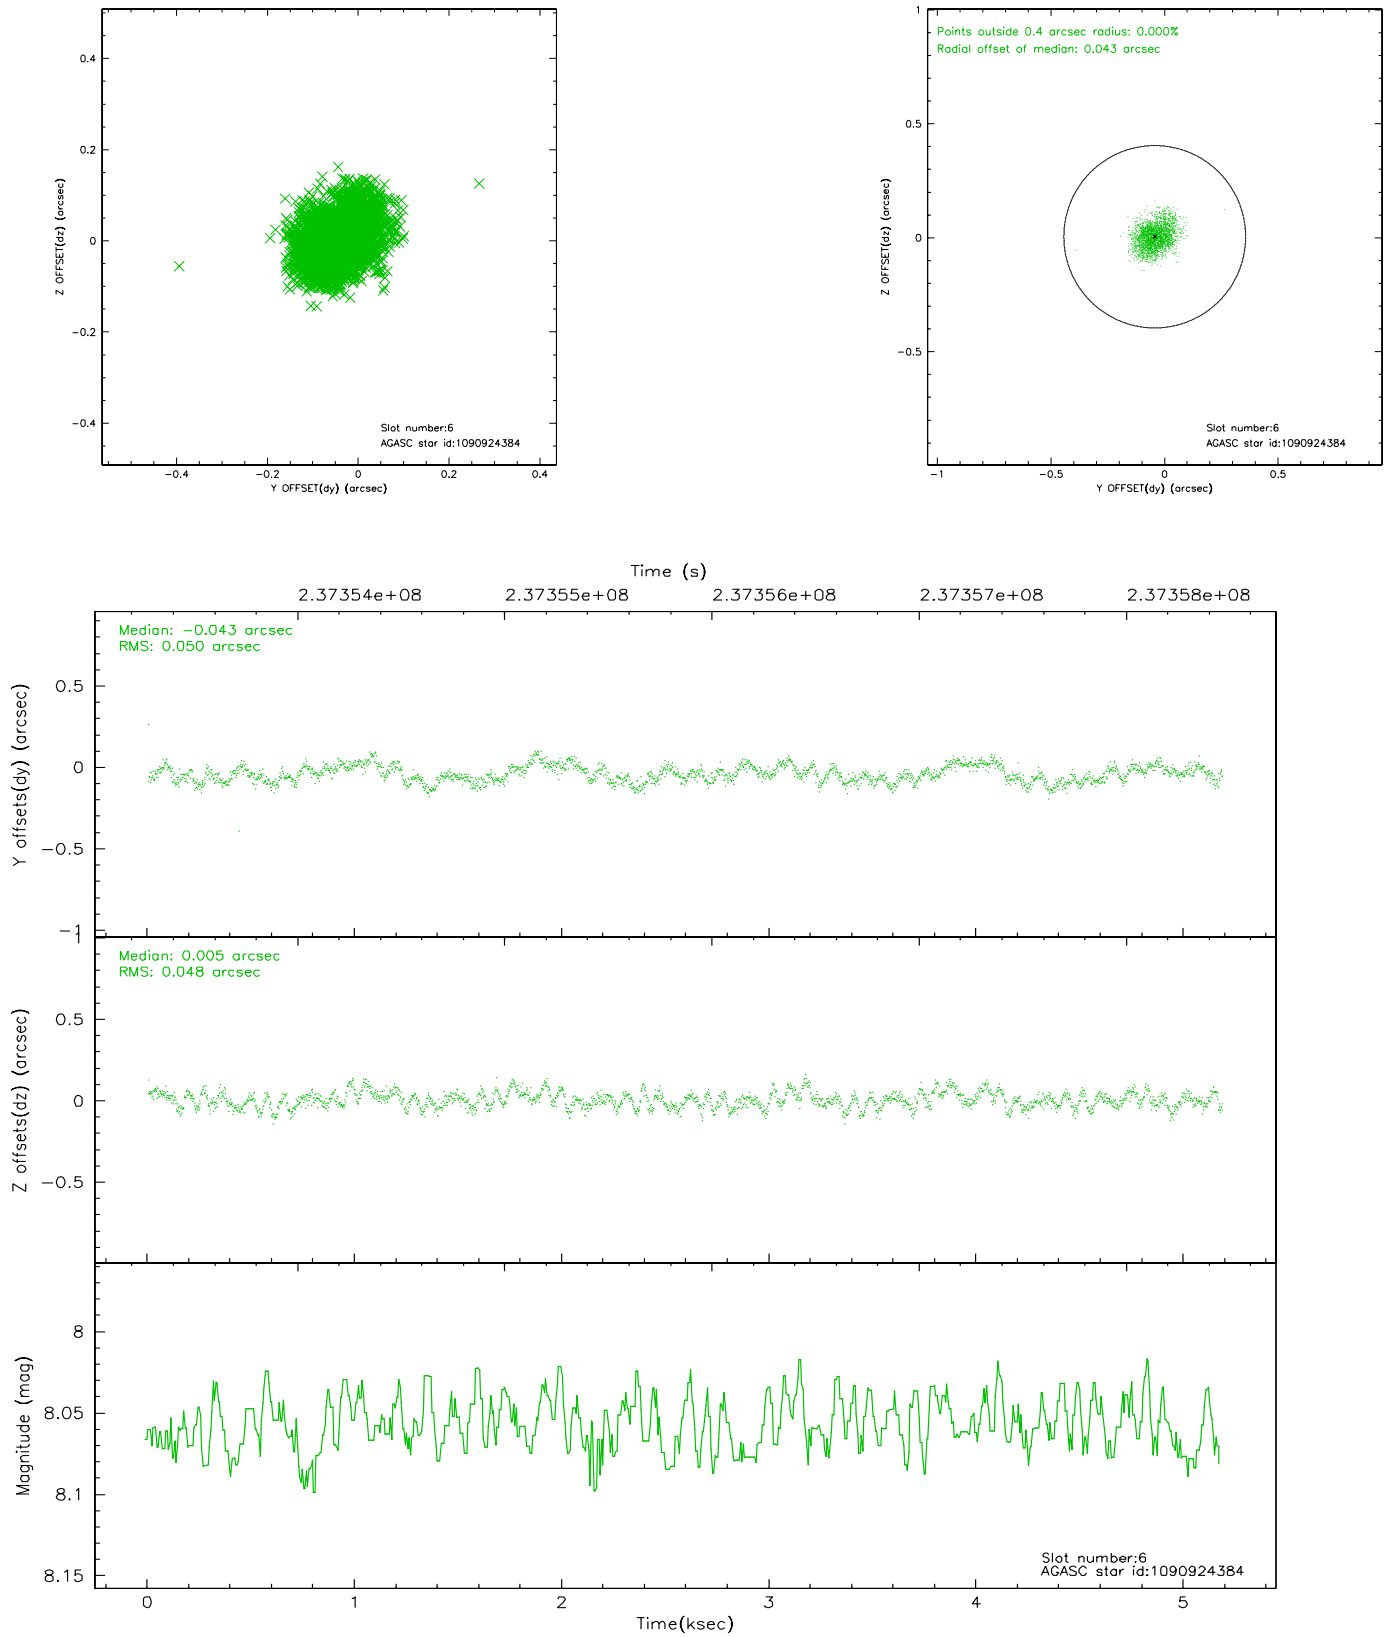 0.4
0.2
0
−0.2
−0.4
Z OFFSET(dz) (arcsec)
Slot number:6
AGASC star id:1090924384
−0.4 −0.2 0 0.2 0.4
Y OFFSET(dy) (arcsec)
Points outside 0.4 arcsec radius: 0.000%
Radial offset of median: 0.043 arcsec
1
0.5
0
−0.5
Z OFFSET(dz) (arcsec)
Slot number:6
AGASC star id:1090924384
−1 −0.5 0 0.5
Y OFFSET(dy) (arcsec)
Time (s)
2.37354e+08 2.37355e+08 2.37356e+08 2.37357e+08 2.37358e+08
Median: −0.043 arcsec
RMS: 0.050 arcsec
0.5
0
−0.5
−1
Y offsets(dy) (arcsec)
1
Median: 0.005 arcsec
RMS: 0.048 arcsec
0.5
0
−0.5
Z offsets(dz) (arcsec)
8
8.05
8.1
8.15
Magnitude (mag)
Slot number:6
AGASC star id:1090924384
0 1 2 3 4 5
Time(ksec)